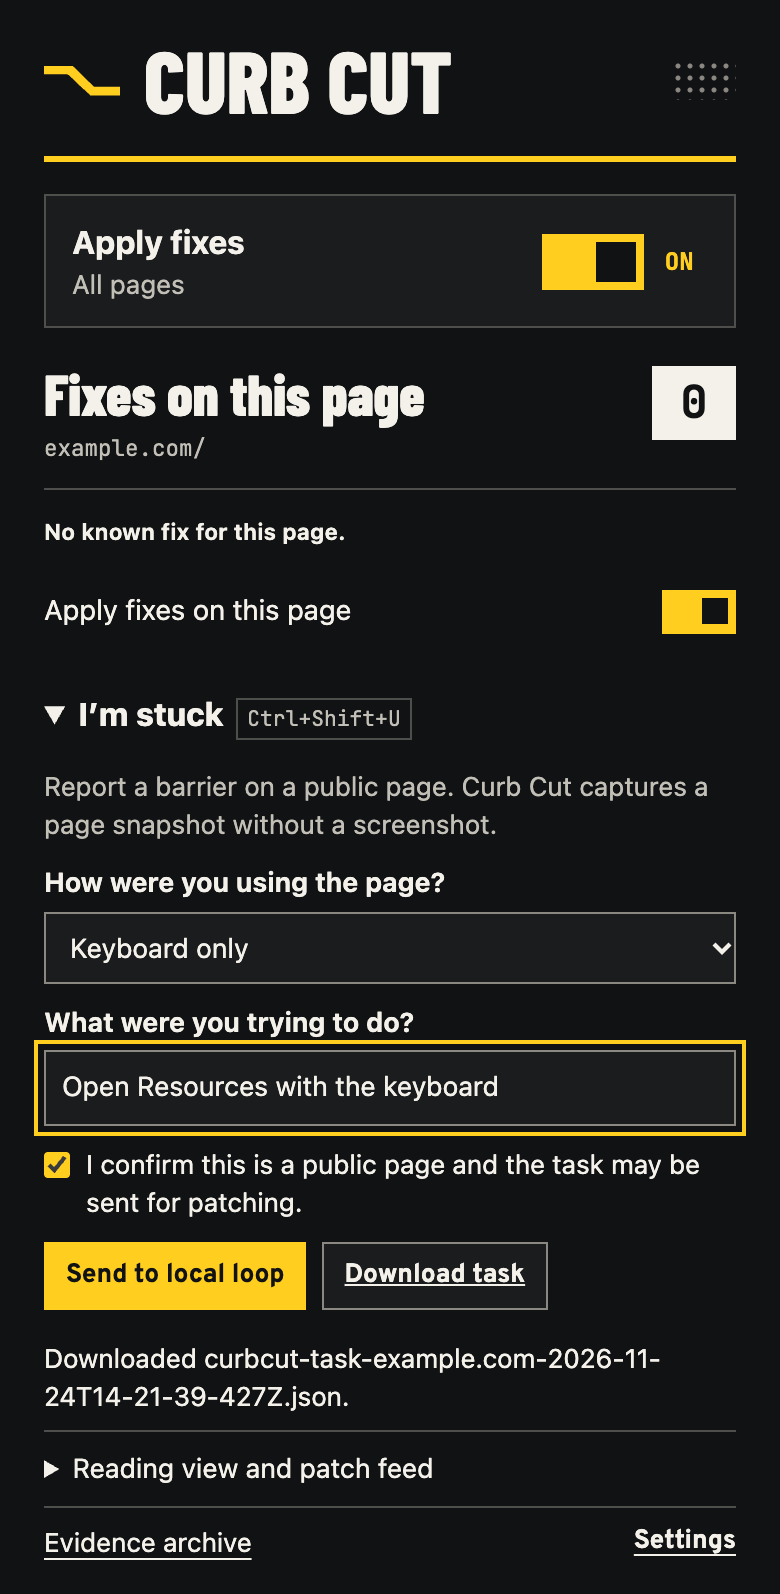 CURB CUT
Apply fixes
All pages
ON
Fixes on this page
0
example.com/
No known fix for this page.
Apply fixes on this page
I’m stuck
Ctrl+Shift+U
Report a barrier on a public page. Curb Cut captures a
page snapshot without a screenshot.
How were you using the page?
Keyboard only
What were you trying to do?
Open Resources with the keyboard
I confirm this is a public page and the task may be
sent for patching.
Send to local loop
Download task
Downloaded curbcut-task-example.com-2026-11-
24T14-21-39-427Z.json.
Reading view and patch feed
Evidence archive
Settings